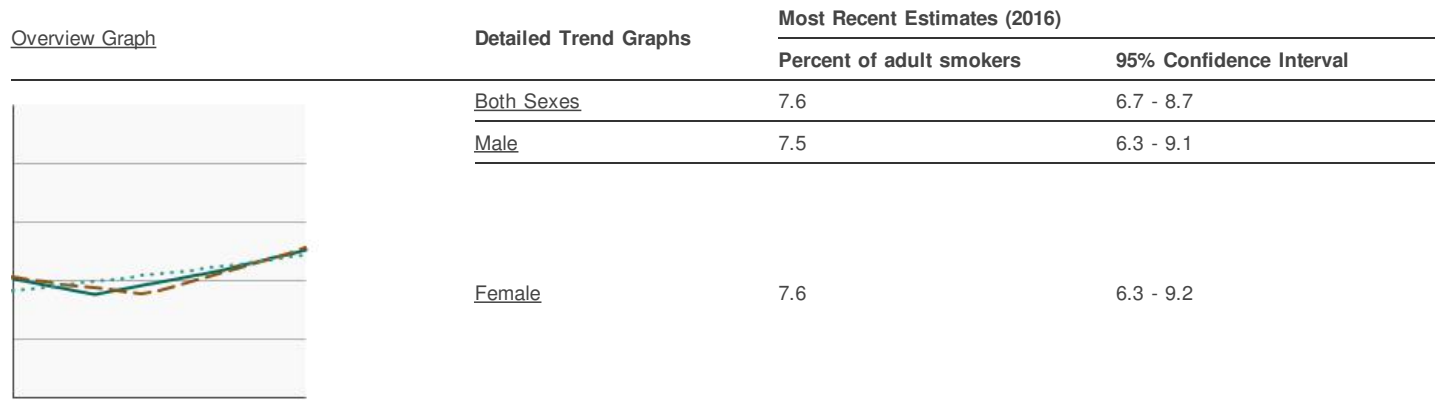 Overview Graph
Detailed Trend Graphs
Most Recent Estimates (2016)
Percent of adult smokers
95% Confidence Interval
Both Sexes 7.6 6.7 - 8.7
Male 7.5 6.3 - 9.1
Female 7.6 6.3 - 9.2